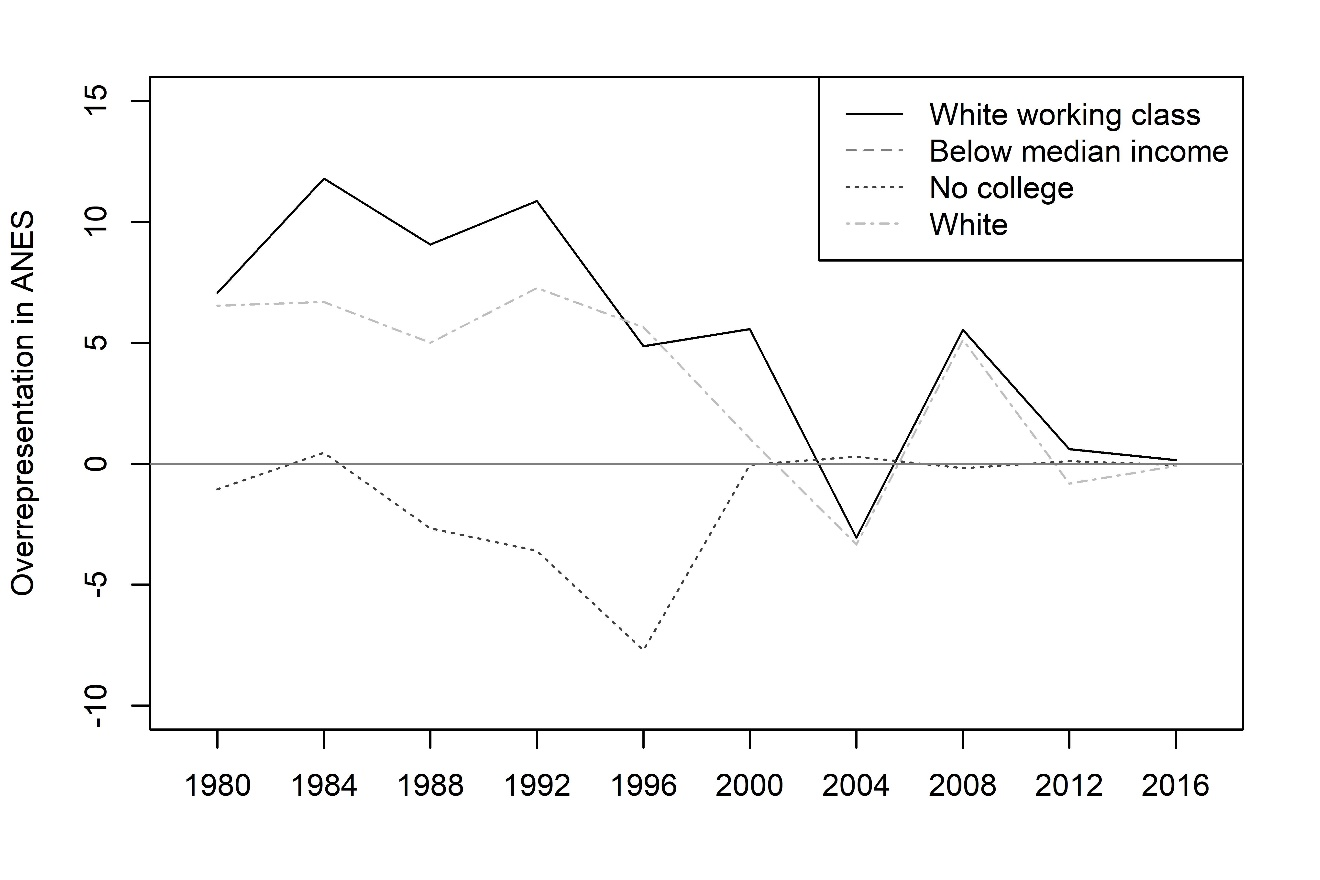 15
10
5
0
-5
-10
Overrepresentation in ANES
White working class
Below median income
No college
White
1980 1984 1988 1992 1996 2000 2004 2008 2012 2016